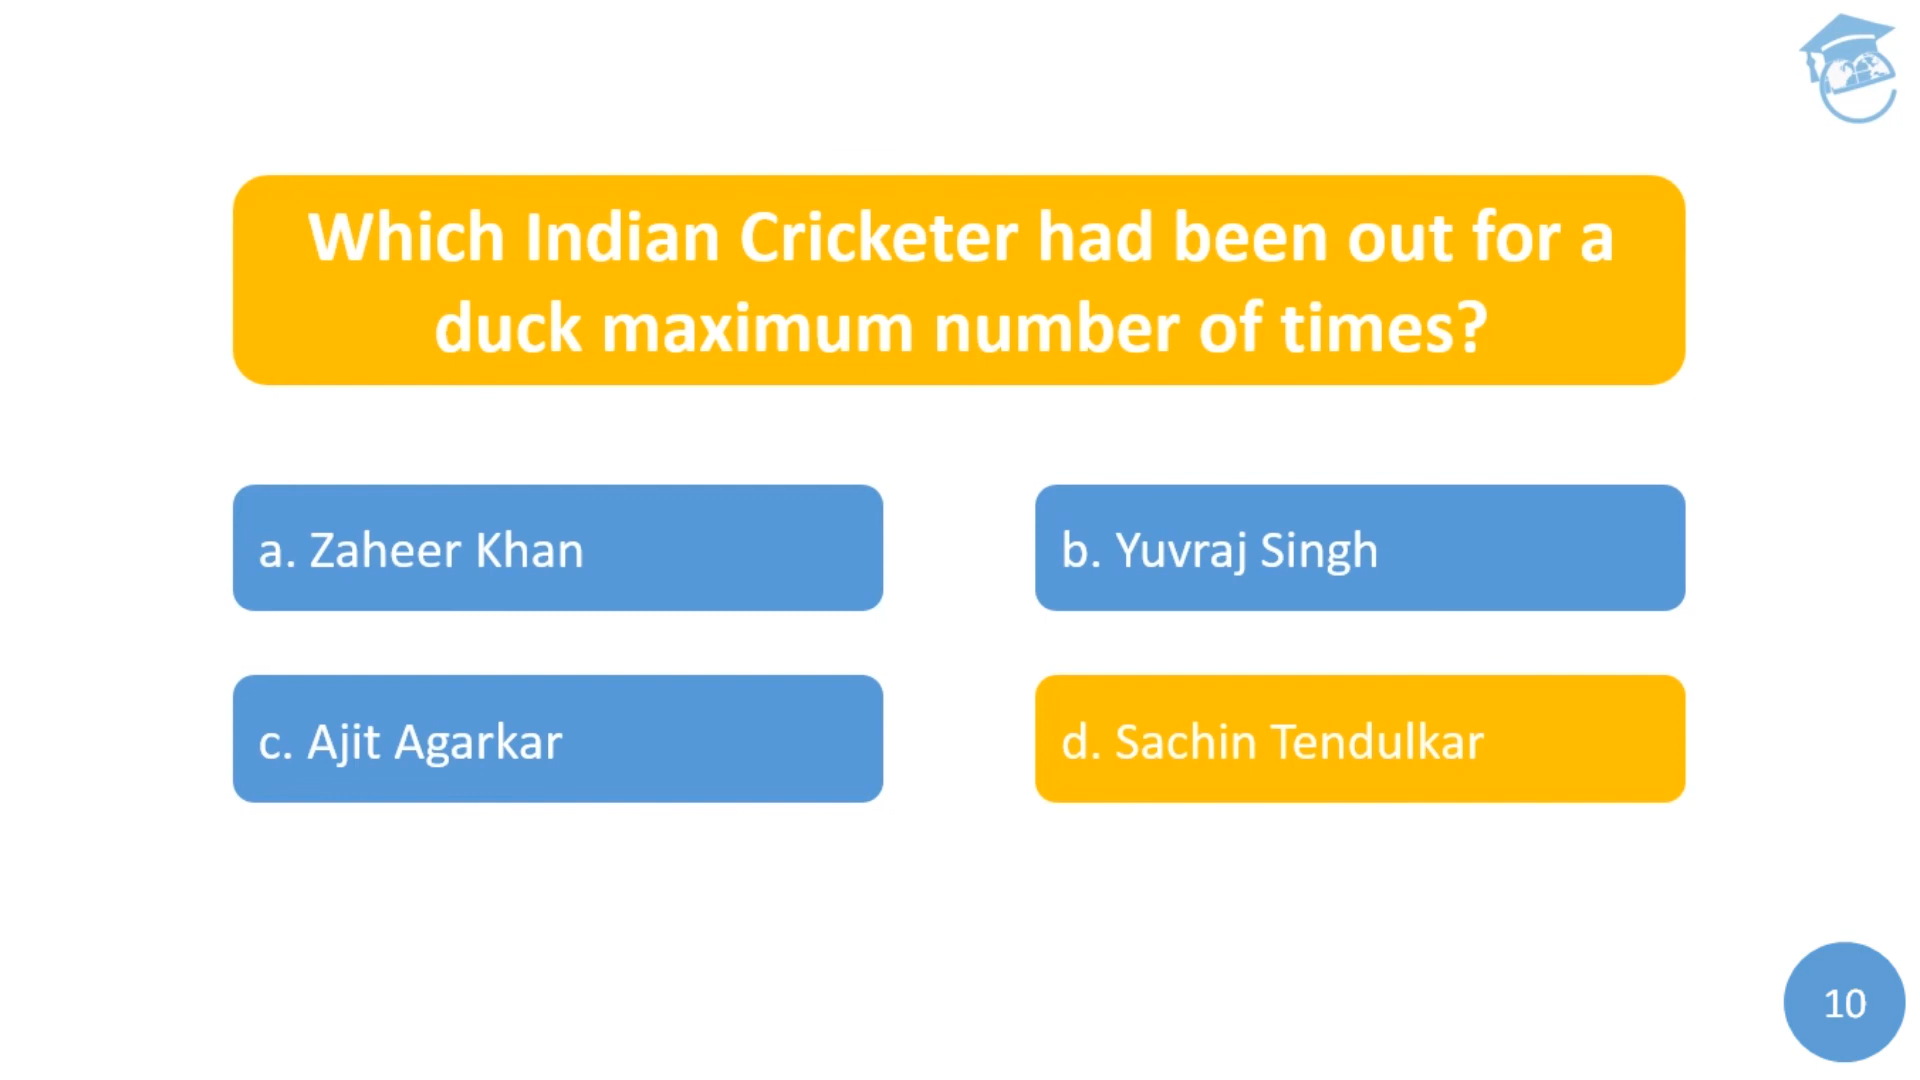 Which Indian Cricketer had been out for a
duck maximum number of times?
a. Zaheer Khan
b. Yuvraj Singh
c. Ajit Agarkar
d. Sachin Tendulkar
10